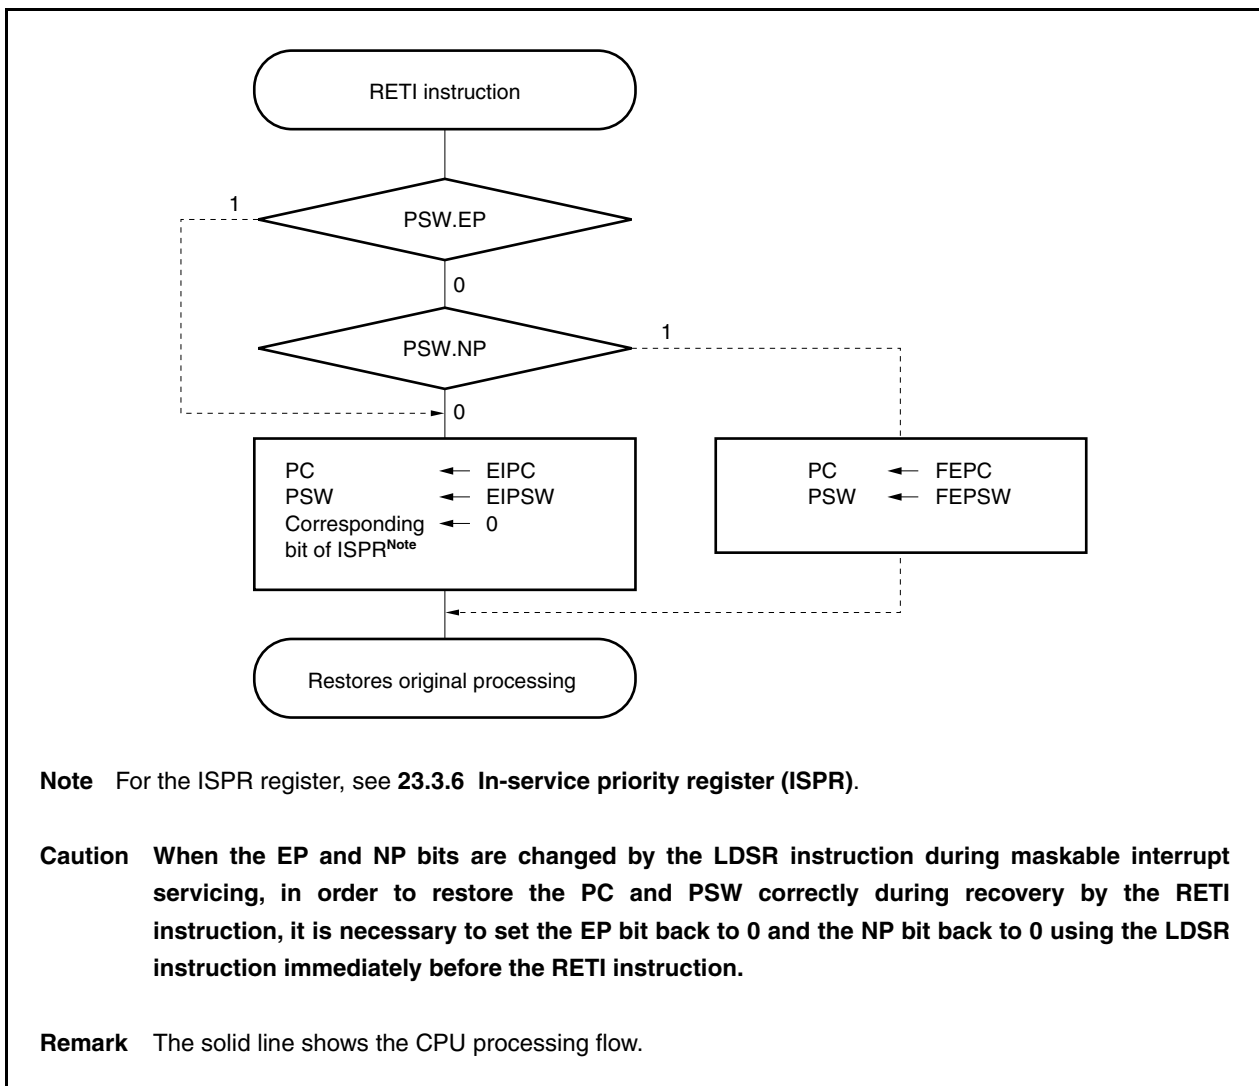 RETI instruction
1
PSW.EP
0
1
PSW.NP
0
PC ← EIPC
PSW ← EIPSW
Corresponding ← 0
bit of ISPRNote
PC ← FEPC
PSW ← FEPSW
Restores original processing
Note For the ISPR register, see 23.3.6 In-service priority register (ISPR).
Caution When the EP and NP bits are changed by the LDSR instruction during maskable interrupt
servicing, in order to restore the PC and PSW correctly during recovery by the RETI
instruction, it is necessary to set the EP bit back to 0 and the NP bit back to 0 using the LDSR
instruction immediately before the RETI instruction.
Remark The solid line shows the CPU processing flow.